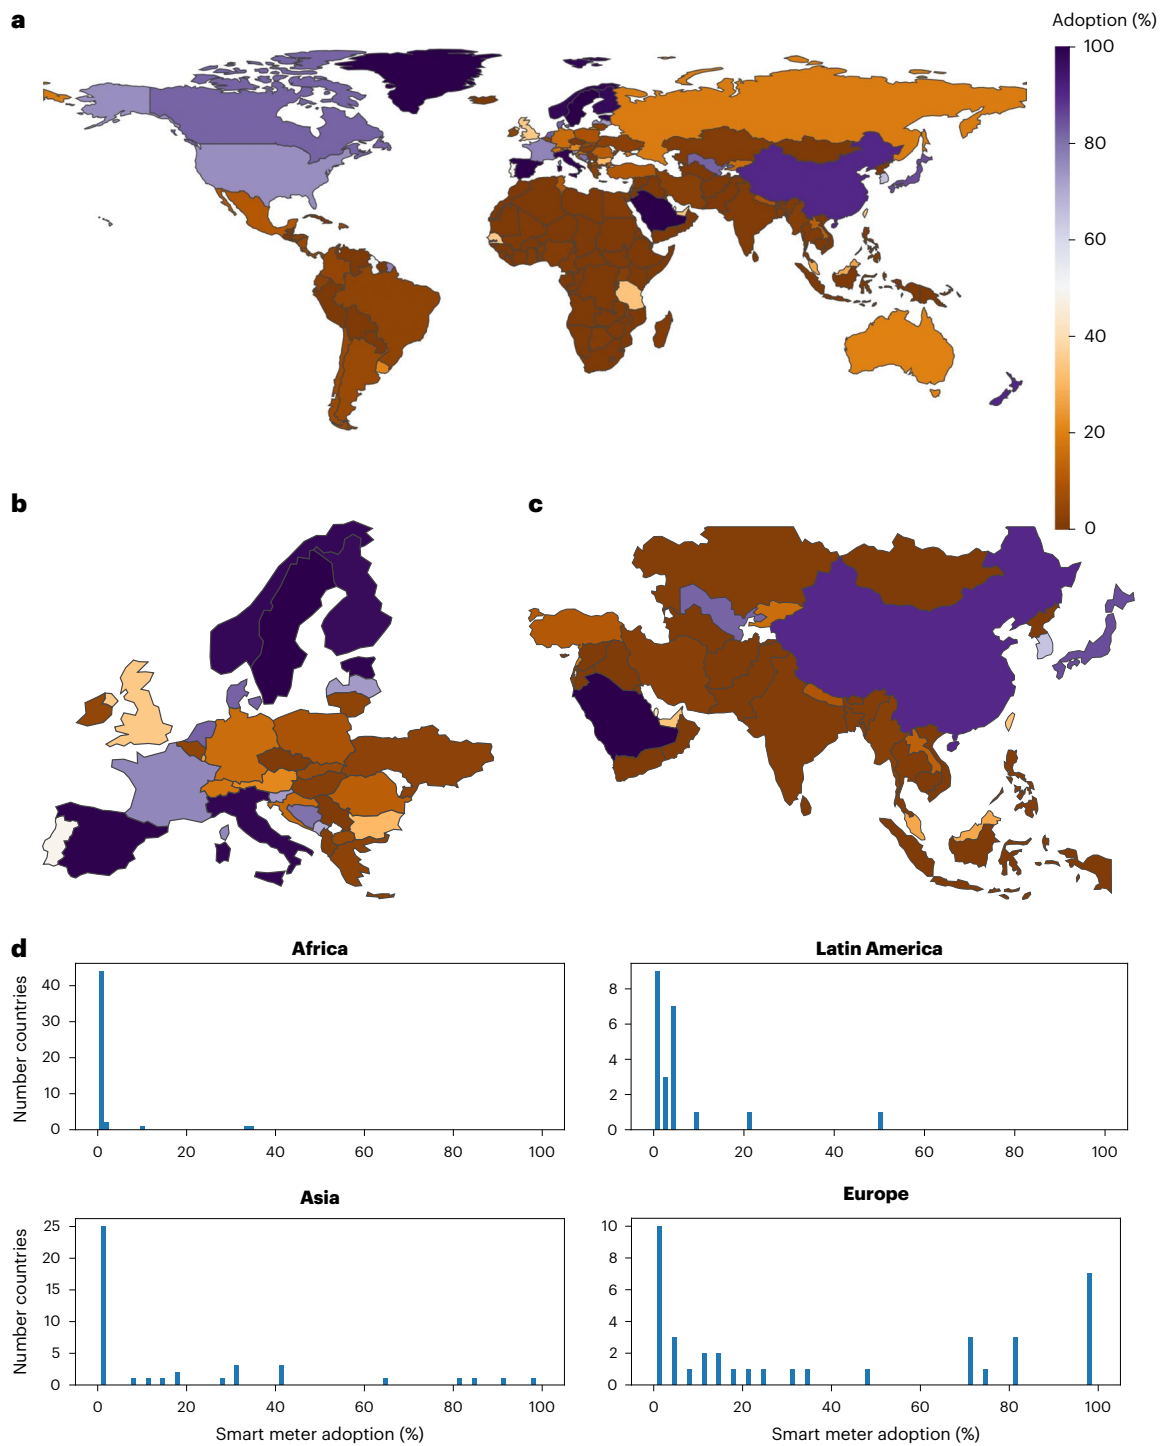 a
Adoption (%)
100
80
60
40
20
0
b
c
d
Africa
Number countries
40
30
20
10
0
0 20 40 60 80 100
Latin America
8
6
4
2
0
0 20 40 60 80 100
Asia
Number countries
25
20
15
10
5
0
0 20 40 60 80 100
Smart meter adoption (%)
Europe
10
8
6
4
2
0
0 20 40 60 80 100
Smart meter adoption (%)